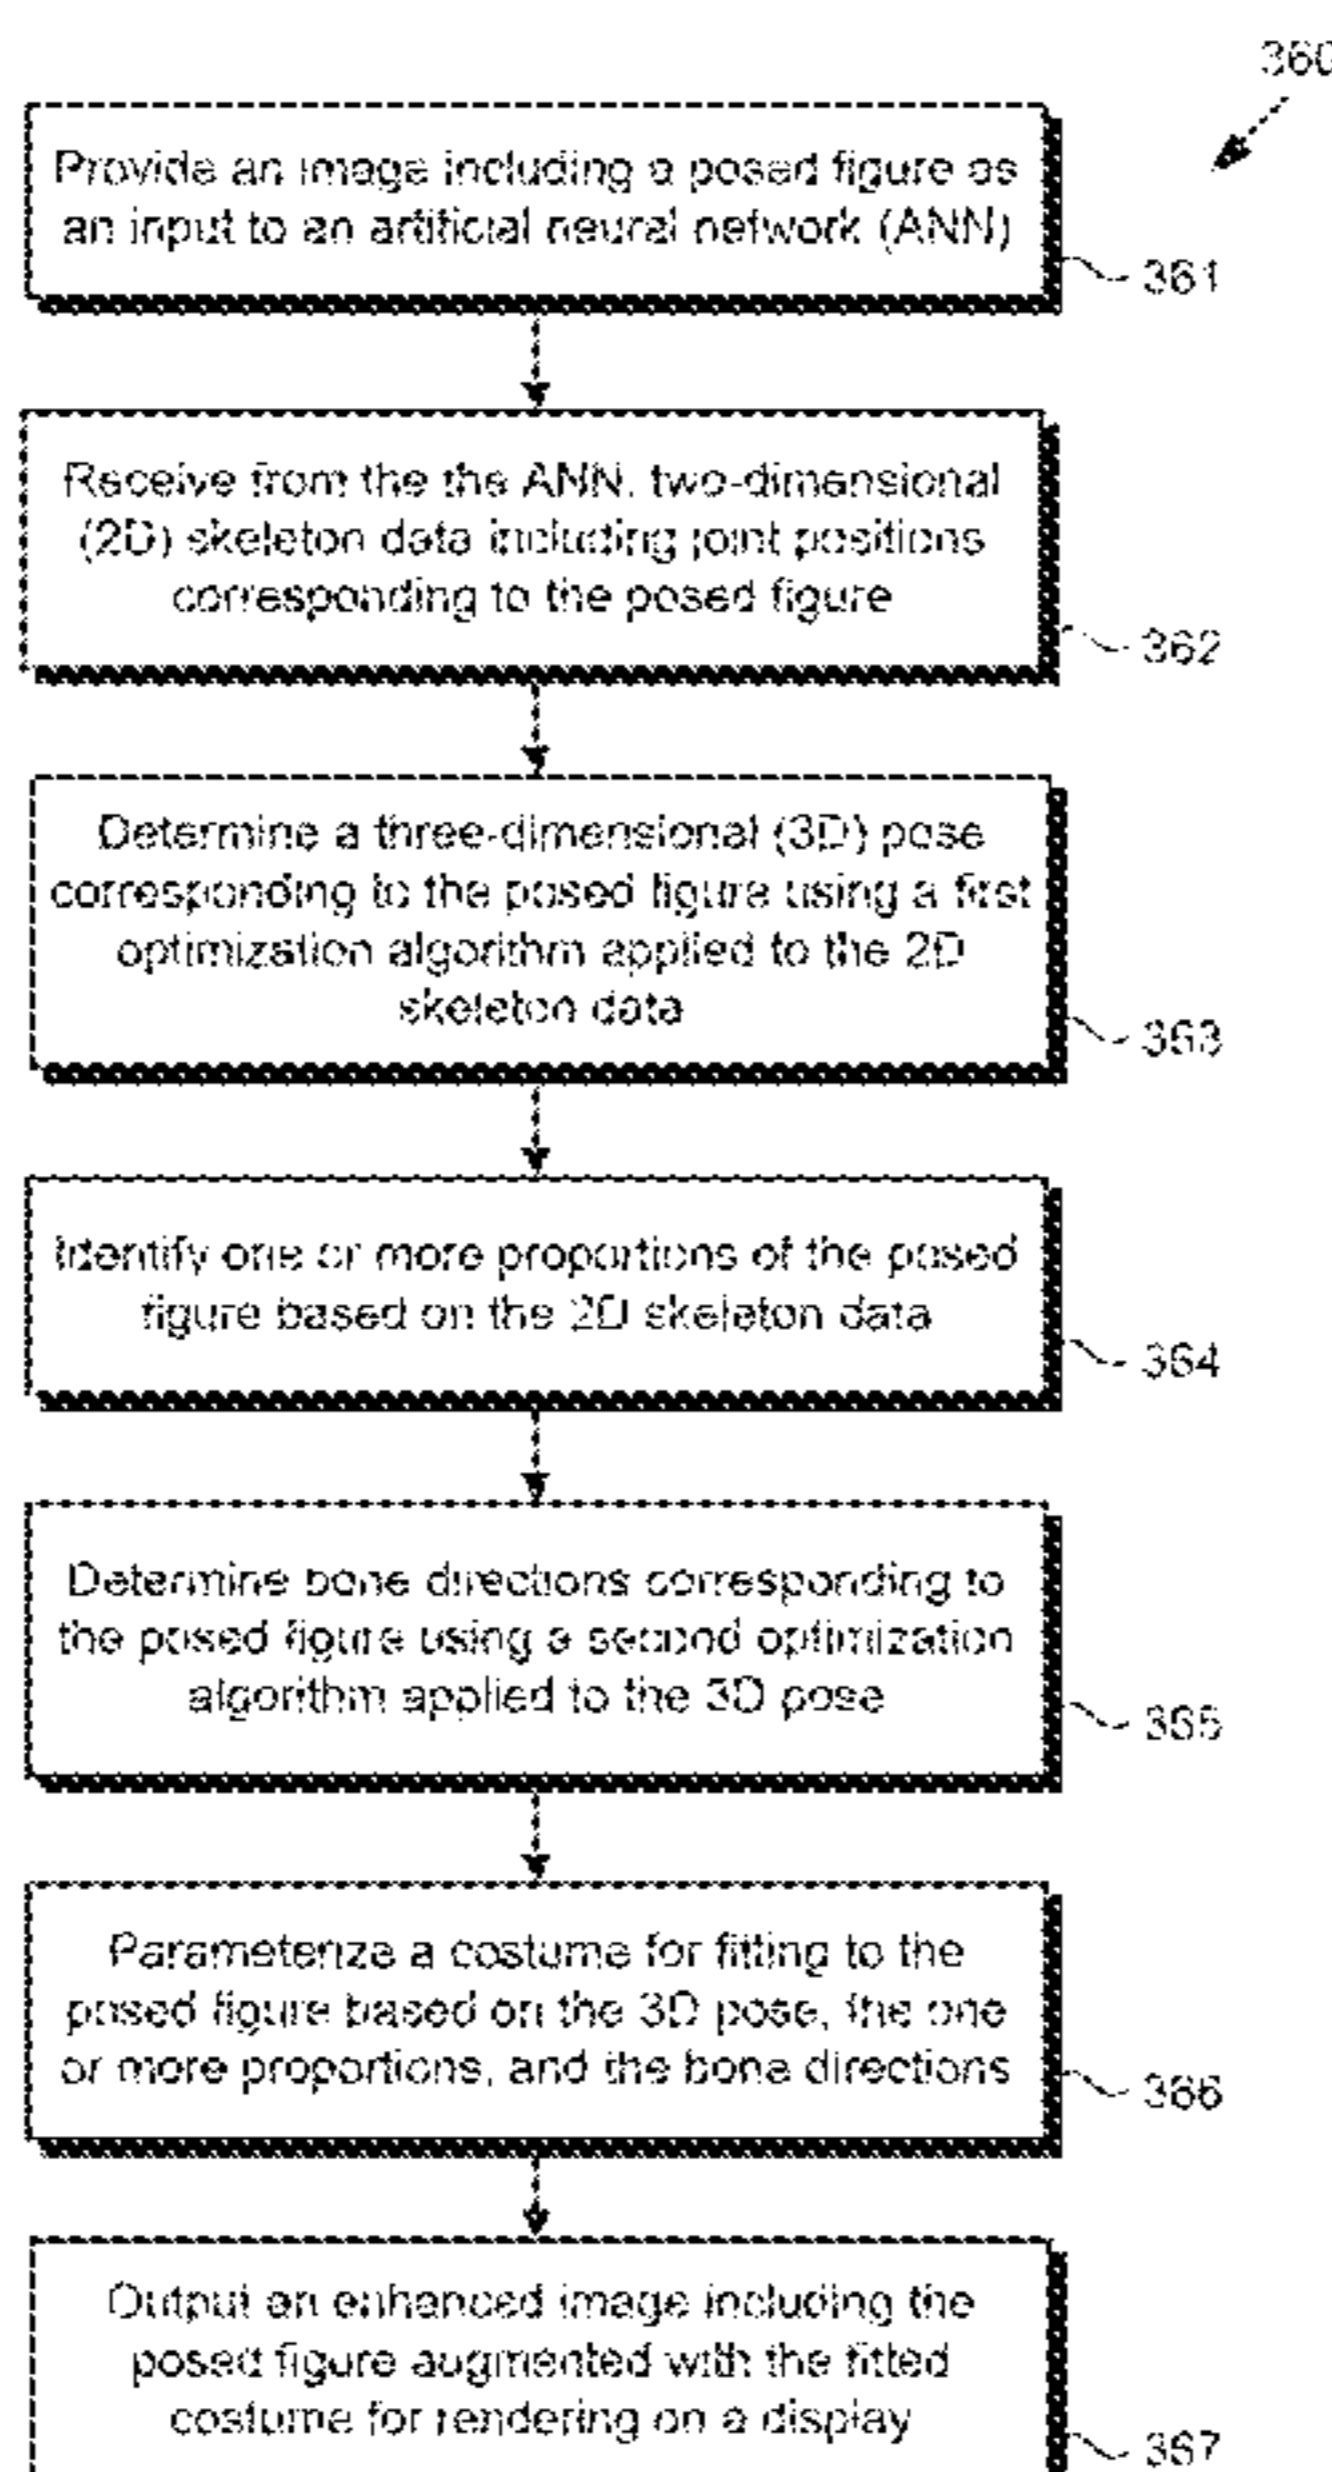 360
Provide an image including a posed figure as
an input to an artificial neural network (ANN)
361
Receive from the the ANN, two-dimensional
(2D) skeleton data including joint positions
corresponding to the posed figure
362
Determine a three-dimensional (3D) pose
corresponding to the posed figure using a first
optimization algorithm applied to the 2D
skeleton data
363
Identify one or more proportions of the posed
figure based on the 2D skeleton data
364
Determine bone directions corresponding to
the posed figure using a second optimization
algorithm applied to the 3D pose
365
Parameterize a costume for fitting to the
posed figure based on the 3D pose, the one
or more proportions, and the bone directions
366
Output an enhanced image including the
posed figure augmented with the fitted
costume for rendering on a display
367